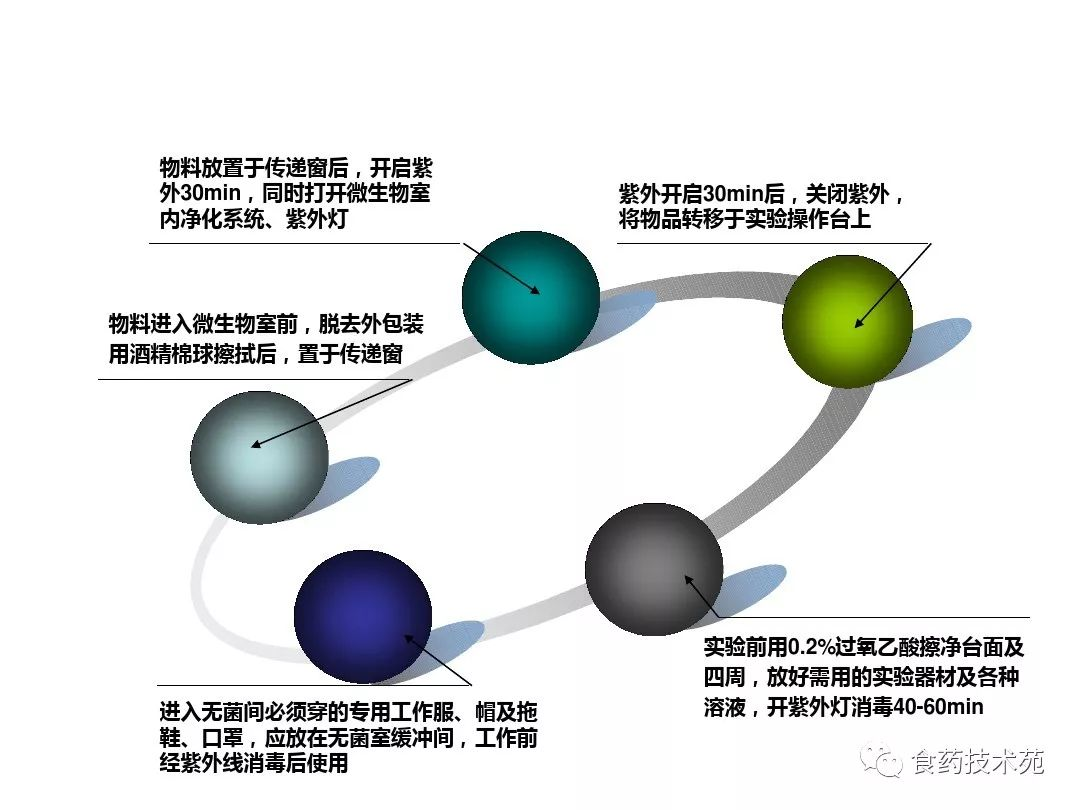 物料放置于传递窗后，开启紫
外30min，同时打开微生物室
内净化系统、紫外灯
紫外开启30min后，关闭紫外，
将物品转移于实验操作台上
物料进入微生物室前，脱去外包装
用酒精棉球擦拭后，置于传递窗
实验前用0.2%过氧乙酸擦净台面及
四周，放好需用的实验器材及各种
溶液，开紫外灯消毒40-60min
进入无菌间必须穿的专用工作服、帽及拖
鞋、口罩，应放在无菌室缓冲间，工作前
经紫外线消毒后使用
食药技术苑